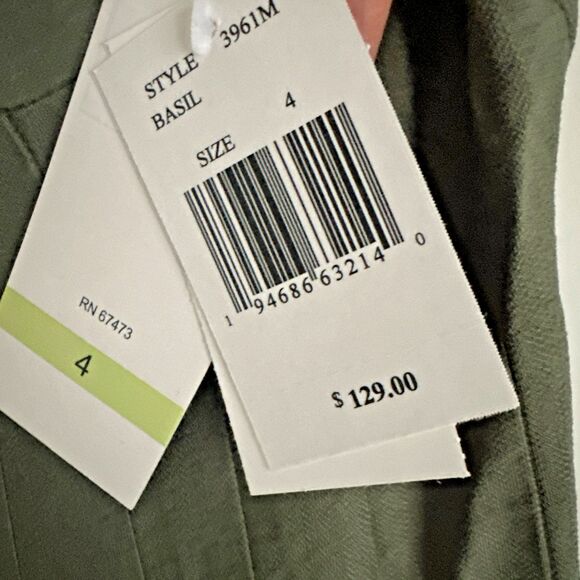 STYLE 3961M
BASIL
SIZE 4
1 94686 63214 0
$ 129.00
RN 67473
4